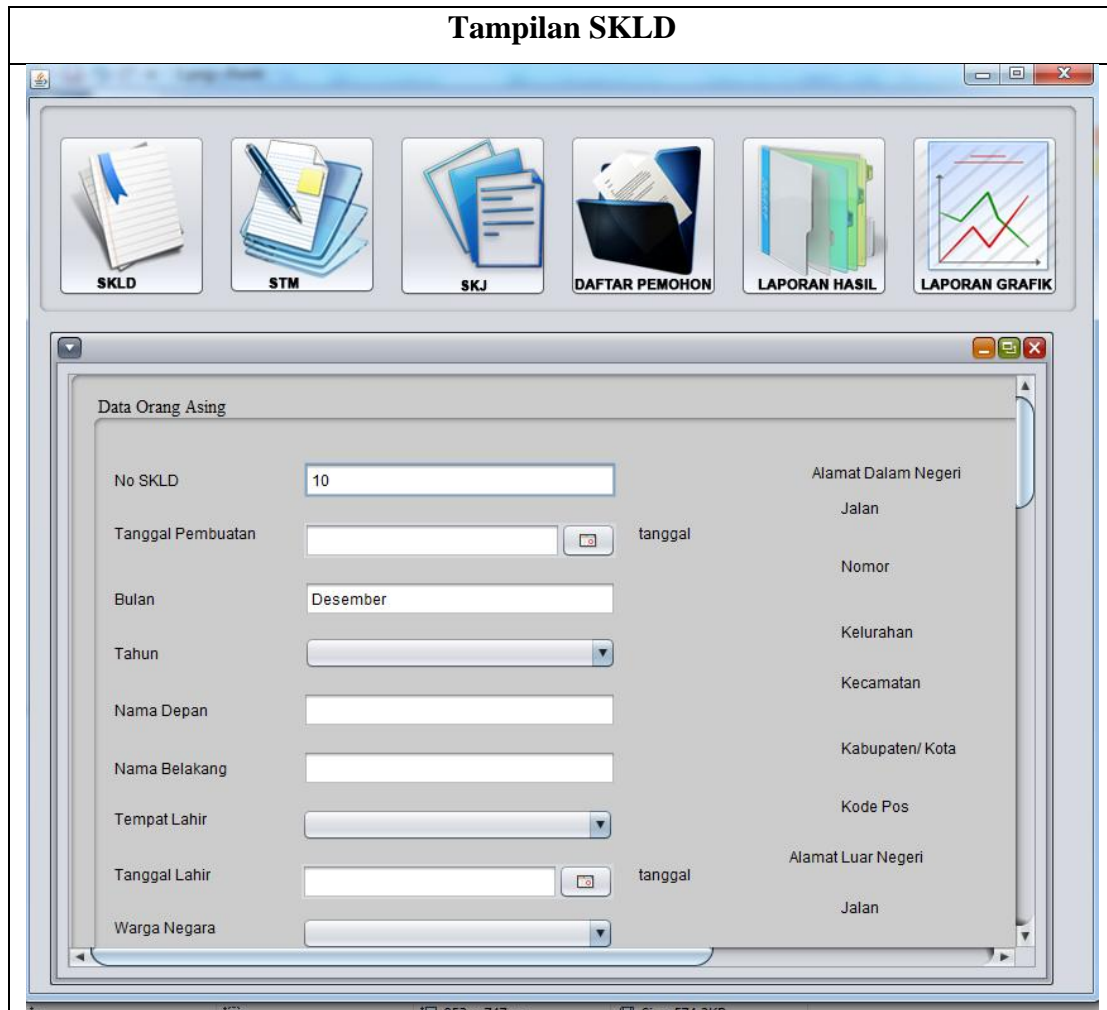 Tampilan SKLD
SKLD
STM
SKJ
DAFTAR PEMOHON
LAPORAN HASIL
LAPORAN GRAFIK
Data Orang Asing
No SKLD
10
Alamat Dalam Negeri
Jalan
Tanggal Pembuatan
tanggal
Nomor
Bulan
Desember
Kelurahan
Tahun
Kecamatan
Nama Depan
Kabupaten/ Kota
Nama Belakang
Kode Pos
Tempat Lahir
Alamat Luar Negeri
Tanggal Lahir
tanggal
Jalan
Warga Negara